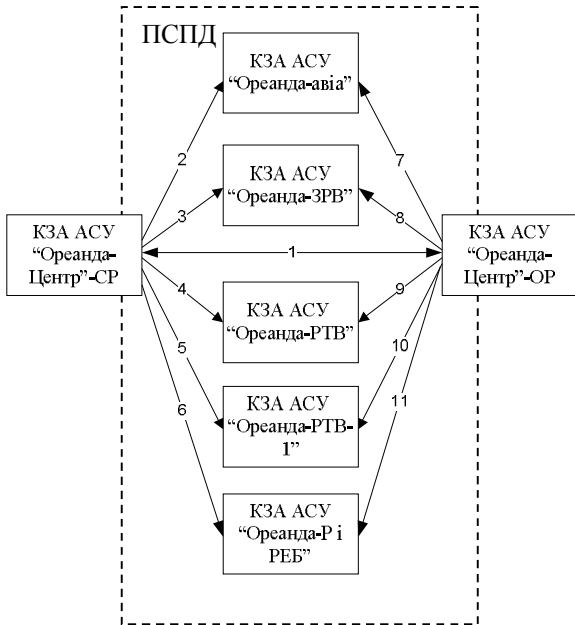 ПСПД
КЗА АСУ
“Ореанда-авіа”
2
7
КЗА АСУ
“Ореанда-ЗРВ”
3
8
КЗА АСУ
“Ореанда-
Центр”-СР
1
КЗА АСУ
“Ореанда-
Центр”-ОР
4
9
КЗА АСУ
“Ореанда-РТВ”
5
10
КЗА АСУ
“Ореанда-РТВ-
1”
6
11
КЗА АСУ
“Ореанда-Р і
РЕБ”